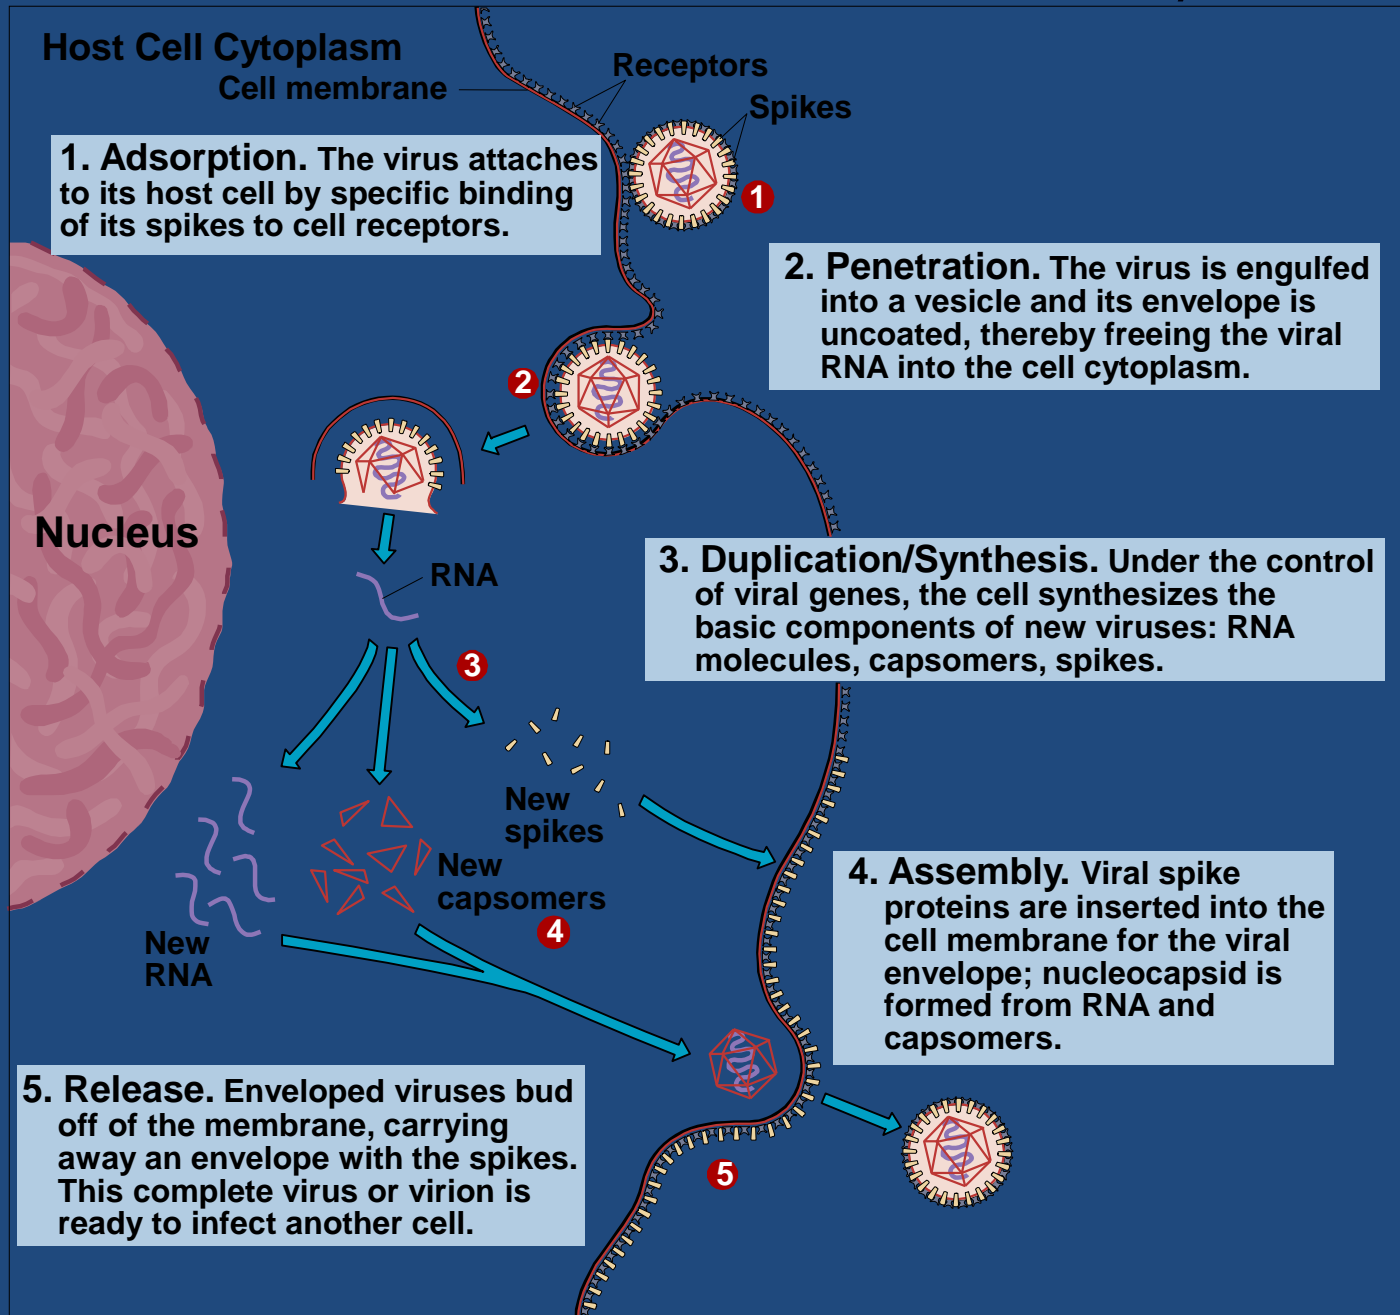 Host Cell Cytoplasm
Cell membrane
Receptors
Spikes
1. Adsorption. The virus attaches
to its host cell by specific binding
of its spikes to cell receptors.
1
2. Penetration. The virus is engulfed
into a vesicle and its envelope is
uncoated, thereby freeing the viral
RNA into the cell cytoplasm.
2
Nucleus
RNA
3. Duplication/Synthesis. Under the control
of viral genes, the cell synthesizes the
basic components of new viruses: RNA
molecules, capsomers, spikes.
3
New
spikes
New
capsomers
4
New
RNA
4. Assembly. Viral spike
proteins are inserted into the
cell membrane for the viral
envelope; nucleocapsid is
formed from RNA and
capsomers.
5. Release. Enveloped viruses bud
off of the membrane, carrying
away an envelope with the spikes.
This complete virus or virion is
ready to infect another cell.
5